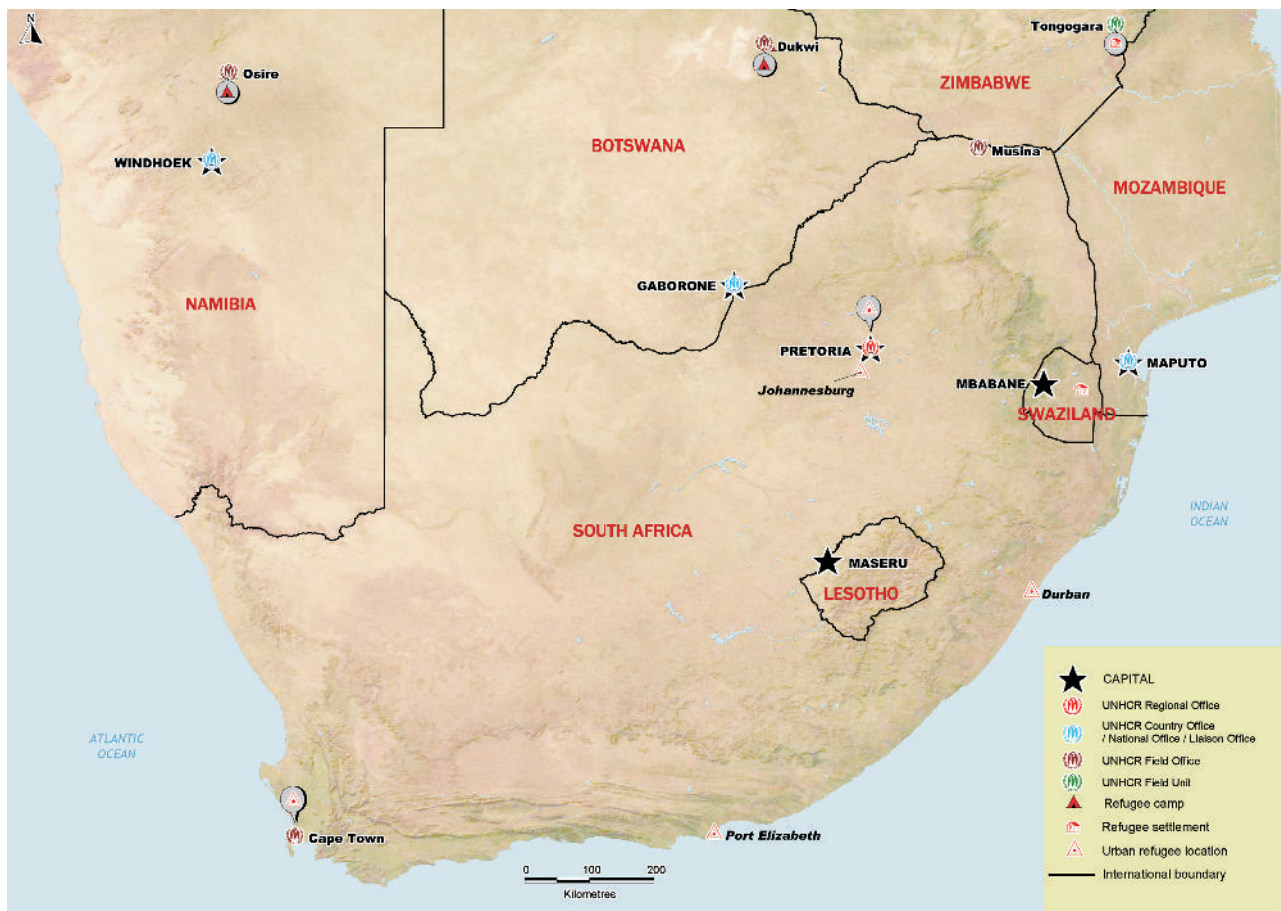 N
Tongogara
Dukwi
Osire
ZIMBABWE
BOTSWANA
Musina
WINDHOEK
MOZAMBIQUE
GABORONE
NAMIBIA
PRETORIA
MAPUTO
Johannesburg
MBABANE
SWAZILAND
INDIAN
OCEAN
SOUTH AFRICA
MASERU
LESOTHO
Durban
ATLANTIC
OCEAN
Cape Town
Port Elizabeth
0 100 200
Kilometres
CAPITAL
UNHCR Regional Office
UNHCR Country Office
/ National Office / Liaison Office
UNHCR Field Office
UNHCR Field Unit
Refugee camp
Refugee settlement
Urban refugee location
International boundary